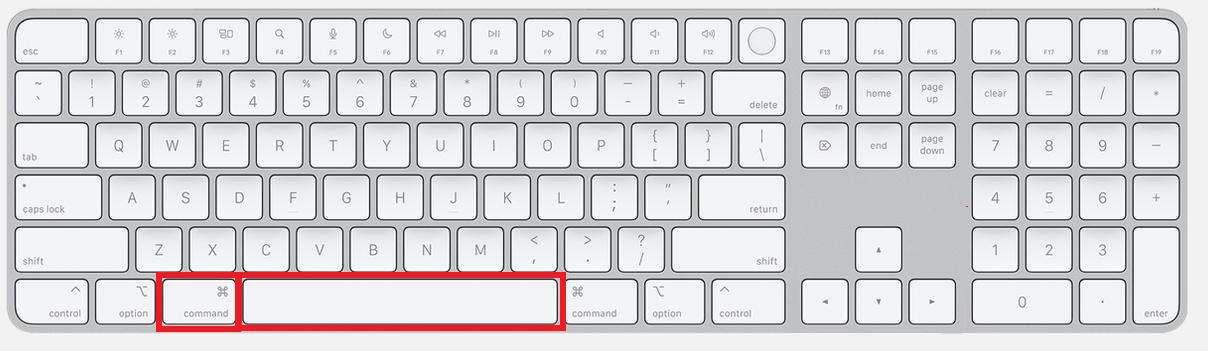 esc F1 F2 F3 F4 F5 F6 F7 F8 F9 F10 F11 F12 F13 F14 F15 F16 F17 F18 F19
~ ! @ # $ % ^ & * ( ) — +
` 1 2 3 4 5 6 7 8 9 0 - = delete fn home page up clear = / *
tab Q W E R T Y U I O P { [ } ] | \ end page down 7 8 9 −
caps lock A S D F G H J K L : ; " ' return 4 5 6 +
shift Z X C V B N M < , > . ? / shift ▲ 1 2 3
^ control ⌥ option ⌘ command ⌘ command ⌥ option ^ control ◄ ▼ ► 0 . enter